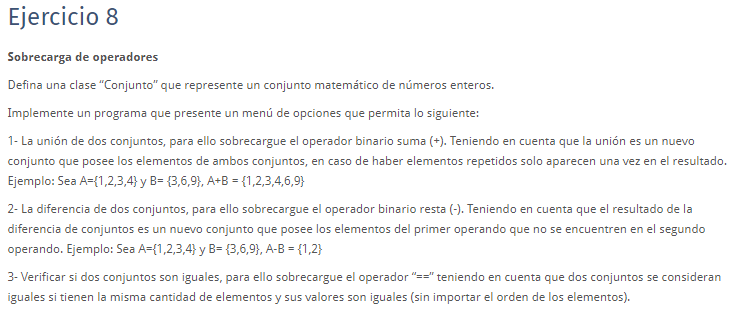 Ejercicio 8
Sobrecarga de operadores
Defina una clase “Conjunto” que represente un conjunto matemático de números enteros.
Implemente un programa que presente un menú de opciones que permita lo siguiente:
1- La unión de dos conjuntos, para ello sobrecargue el operador binario suma (+). Teniendo en cuenta que la unión es un nuevo
conjunto que posee los elementos de ambos conjuntos, en caso de haber elementos repetidos solo aparecen una vez en el resultado.
Ejemplo: Sea A={1,2,3,4} y B= {3,6,9}, A+B = {1,2,3,4,6,9}
2- La diferencia de dos conjuntos, para ello sobrecargue el operador binario resta (-). Teniendo en cuenta que el resultado de la
diferencia de conjuntos es un nuevo conjunto que posee los elementos del primer operando que no se encuentren en el segundo
operando. Ejemplo: Sea A={1,2,3,4} y B= {3,6,9}, A-B = {1,2}
3- Verificar si dos conjuntos son iguales, para ello sobrecargue el operador “==” teniendo en cuenta que dos conjuntos se consideran
iguales si tienen la misma cantidad de elementos y sus valores son iguales (sin importar el orden de los elementos).